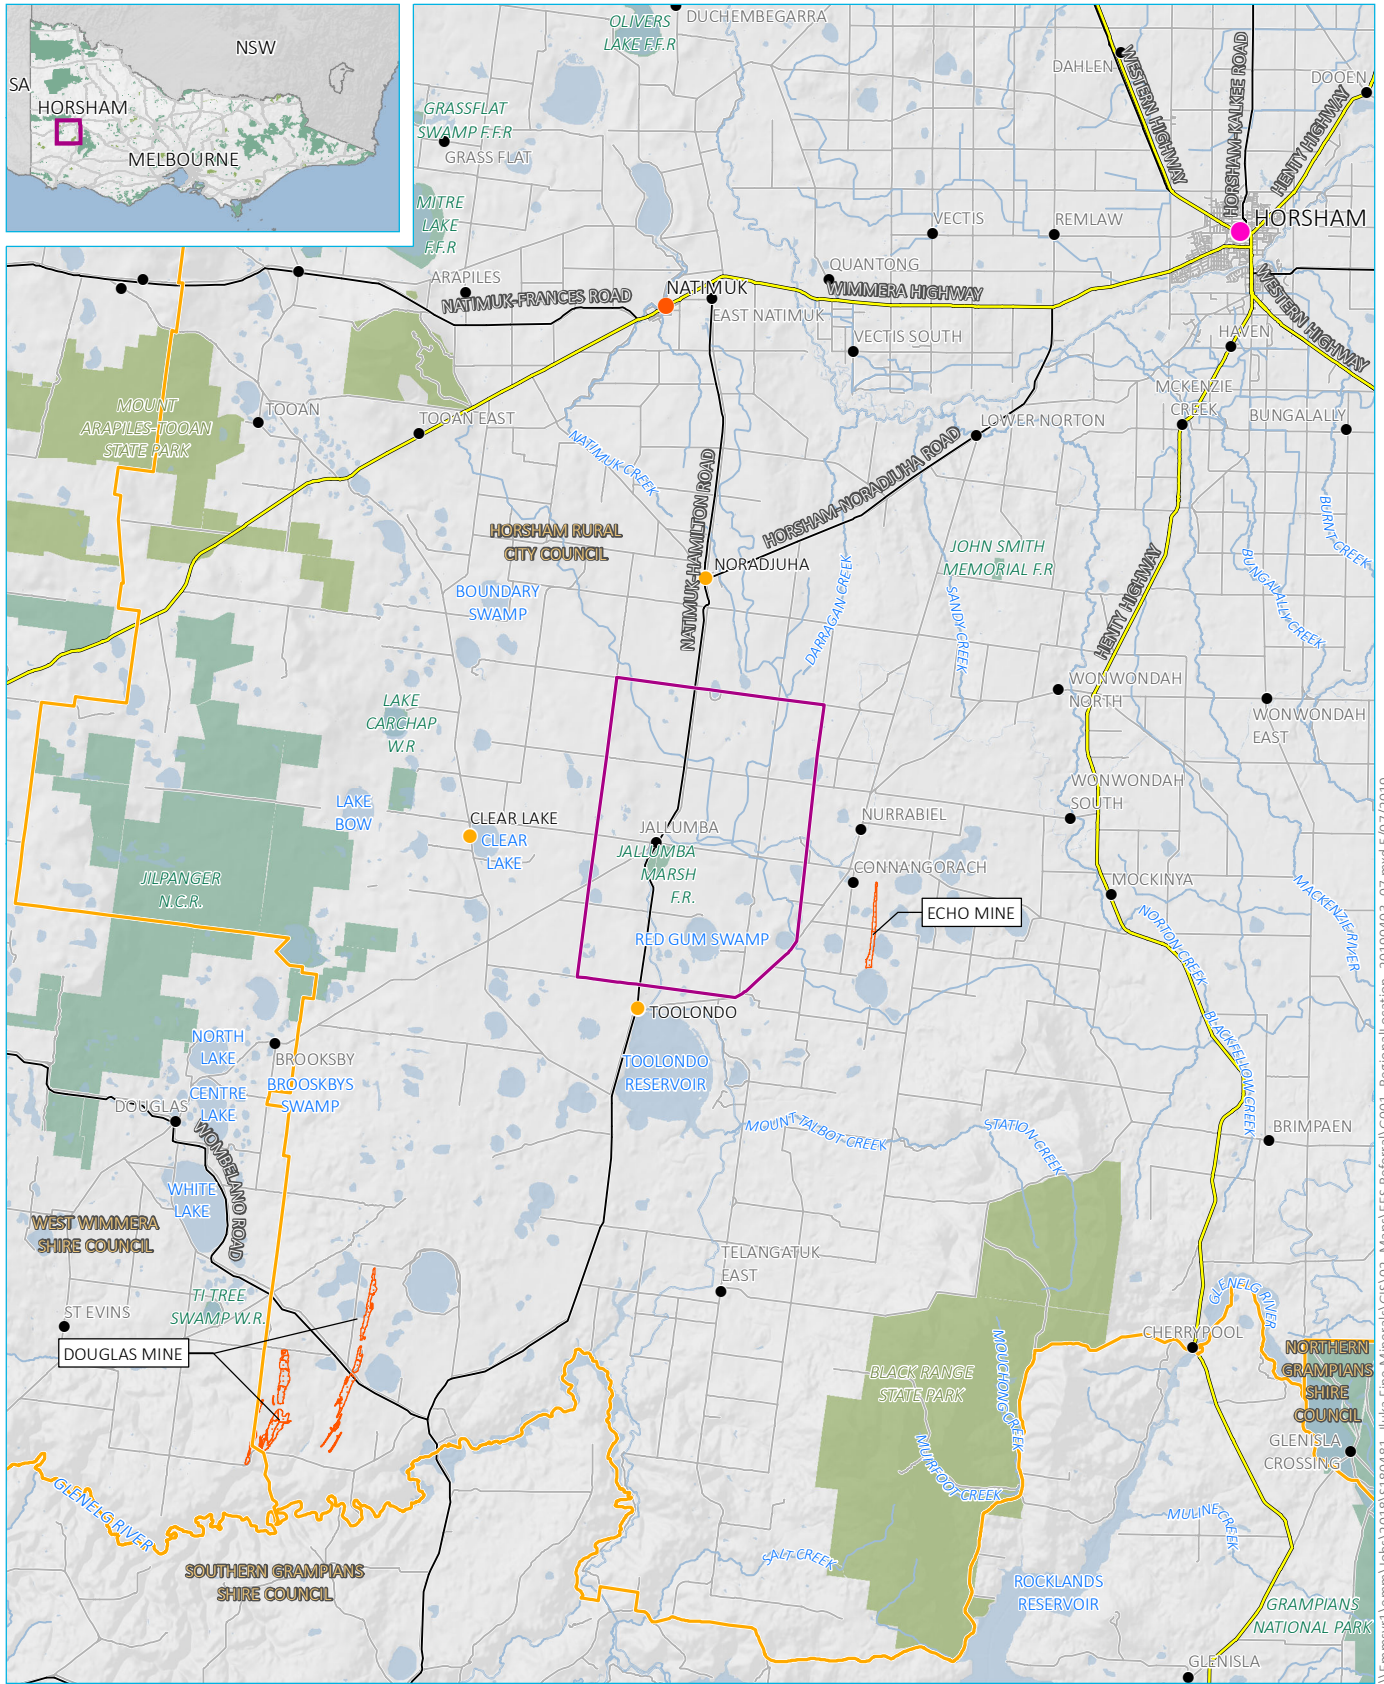 NSW
SA
HORSHAM
MELBOURNE
OLIVERS
LAKE F.F.R
DUCHEMBEGARRA
DAHLEN
WESTERN HIGHWAY
HORSHAM-KALKEE ROAD
DOOEN
HENTY HIGHWAY
GRASSFLAT
SWAMP F.F.R
GRASS FLAT
MITRE
LAKE
F.F.R
VECTIS
REMLAW
HORSHAM
ARAPILES
NATIMUK-FRANCES ROAD
NATIMUK
EAST NATIMUK
QUANTONG
WIMMERA HIGHWAY
WESTERN HIGHWAY
VECTIS SOUTH
HAVEN
MCKENZIE
CREEK
BUNGALALLY
MOUNT
ARAPILES-TOOAN
STATE PARK
TOOAN
TOOAN EAST
LOWER NORTON
NATIMUK CREEK
NATIMUK-HAMILTON ROAD
HORSHAM-NORADJUHA ROAD
HORSHAM RURAL
CITY COUNCIL
NORADJUHA
JOHN SMITH
MEMORIAL F.R
BURNT CREEK
BUNGALALLY CREEK
BOUNDARY
SWAMP
DARRAGAN CREEK
SANDY CREEK
HENTY HIGHWAY
WONWONDAH
NORTH
WONWONDAH
EAST
LAKE
CARCHAP
W.R
WONWONDAH
SOUTH
LAKE
BOW
CLEAR LAKE
CLEAR
LAKE
JALLUMBA
JALLUMBA
MARSH
F.R.
NURRABIEL
CONNANGORACH
MOCKINYA
JILPANGER
N.C.R.
ECHO MINE
RED GUM SWAMP
NORTON CREEK
MACKENZIE RIVER
TOOLONDO
TOOLONDO
RESERVOIR
NORTH
LAKE
BROOKSBY
BROOSKBYS
SWAMP
CENTRE
LAKE
DOUGLAS
WOMBELANO ROAD
BLACKFELLOW CREEK
MOUNT TALBOT CREEK
STATION CREEK
BRIMPAEN
WHITE
LAKE
WEST WIMMERA
SHIRE COUNCIL
TELANGATUK
EAST
TI TREE
SWAMP W.R.
ST EVINS
DOUGLAS MINE
GLENELG RIVER
CHERRYPOOL
NORTHERN
GRAMPIANS
SHIRE
COUNCIL
BLACK RANGE
STATE PARK
MOUCHONG CREEK
MUIRFOOT CREEK
GLENISLA
CROSSING
GLENELG RIVER
MULINE CREEK
SALT CREEK
SOUTHERN GRAMPIANS
SHIRE COUNCIL
ROCKLANDS
RESERVOIR
GRAMPIANS
NATIONAL PARK
GLENISLA